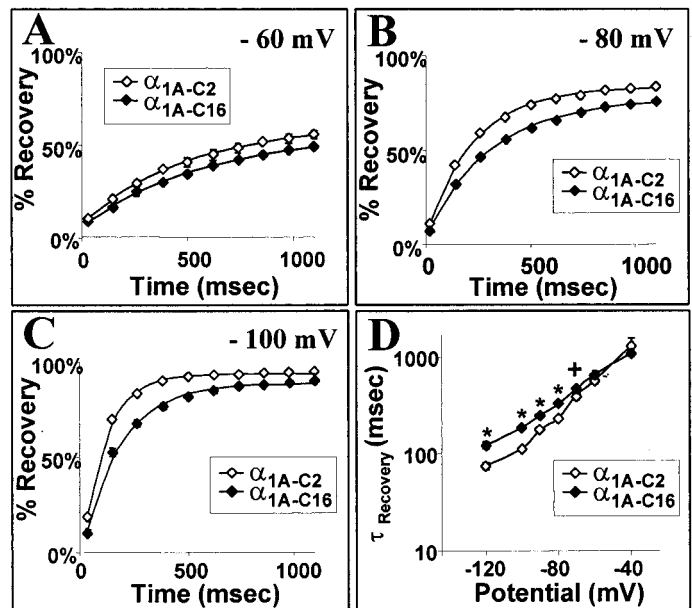 A
- 60 mV
100%
50%
0%
% Recovery
α1A-C2
α1A-C16
0
500
1000
Time (msec)
B
- 80 mV
100%
50%
0%
% Recovery
α1A-C2
α1A-C16
0
500
1000
Time (msec)
C
- 100 mV
100%
50%
0%
% Recovery
α1A-C2
α1A-C16
0
500
1000
Time (msec)
D
1000
100
10
τ Recovery (msec)
* * * * +
α1A-C2
α1A-C16
-120
-80
-40
Potential (mV)